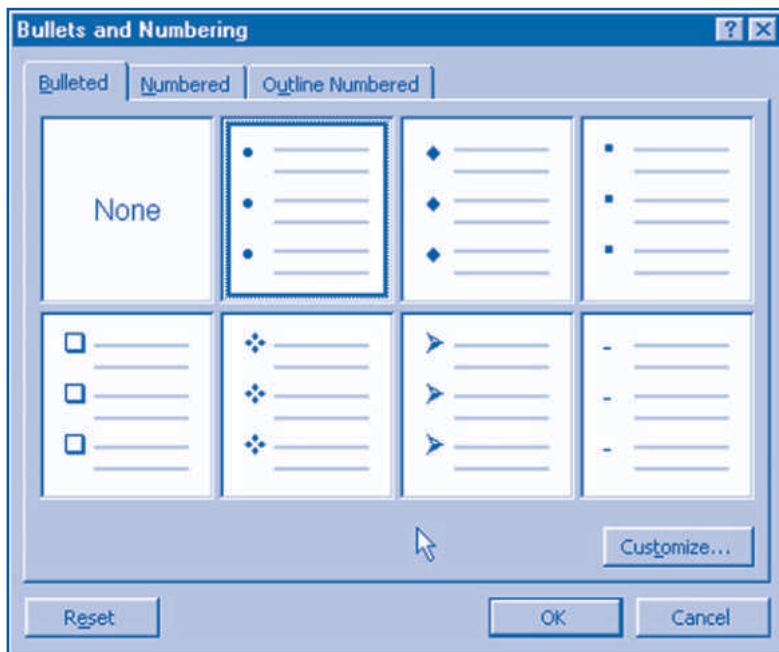 Bullets and Numbering
Bulleted Numbered Outline Numbered
None
Customize...
Reset OK Cancel